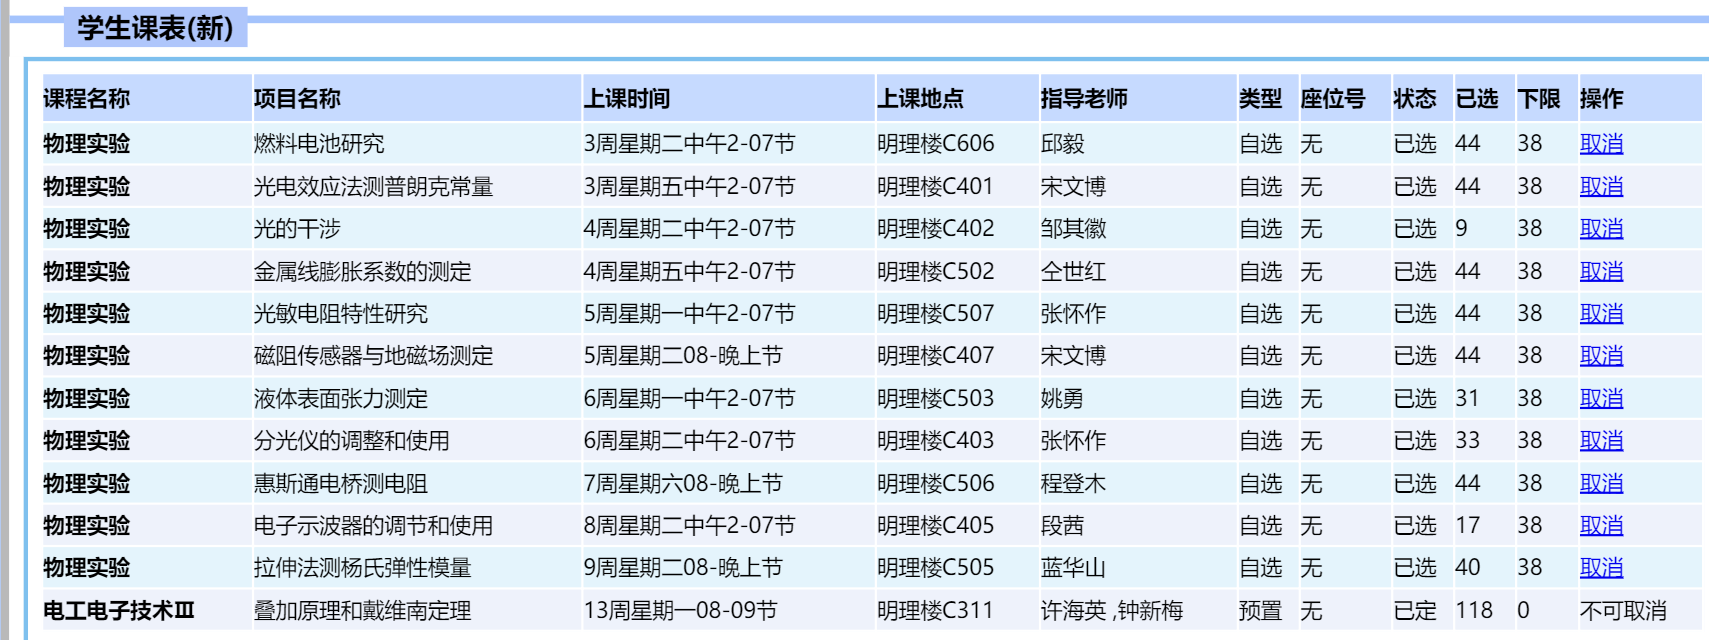 学生课表(新)
课程名称 项目名称 上课时间 上课地点 指导老师 类型 座位号 状态 已选 下限 操作
物理实验 燃料电池研究 3周星期二中午2-07节 明理楼C606 邱毅 自选 无 已选 44 38 取消
物理实验 光电效应法测普朗克常量 3周星期五中午2-07节 明理楼C401 宋文博 自选 无 已选 44 38 取消
物理实验 光的干涉 4周星期二中午2-07节 明理楼C402 邹其徽 自选 无 已选 9 38 取消
物理实验 金属线膨胀系数的测定 4周星期五中午2-07节 明理楼C502 仝世红 自选 无 已选 44 38 取消
物理实验 光敏电阻特性研究 5周星期一中午2-07节 明理楼C507 张怀作 自选 无 已选 44 38 取消
物理实验 磁阻传感器与地磁场测定 5周星期二08-晚上节 明理楼C407 宋文博 自选 无 已选 44 38 取消
物理实验 液体表面张力测定 6周星期一中午2-07节 明理楼C503 姚勇 自选 无 已选 31 38 取消
物理实验 分光仪的调整和使用 6周星期二中午2-07节 明理楼C403 张怀作 自选 无 已选 33 38 取消
物理实验 惠斯通电桥测电阻 7周星期六08-晚上节 明理楼C506 程登木 自选 无 已选 44 38 取消
物理实验 电子示波器的调节和使用 8周星期二中午2-07节 明理楼C405 段茜 自选 无 已选 17 38 取消
物理实验 拉伸法测杨氏弹性模量 9周星期二08-晚上节 明理楼C505 蓝华山 自选 无 已选 40 38 取消
电工电子技术Ⅲ 叠加原理和戴维南定理 13周星期一08-09节 明理楼C311 许海英 ,钟新梅 预置 无 已定 118 0 不可取消